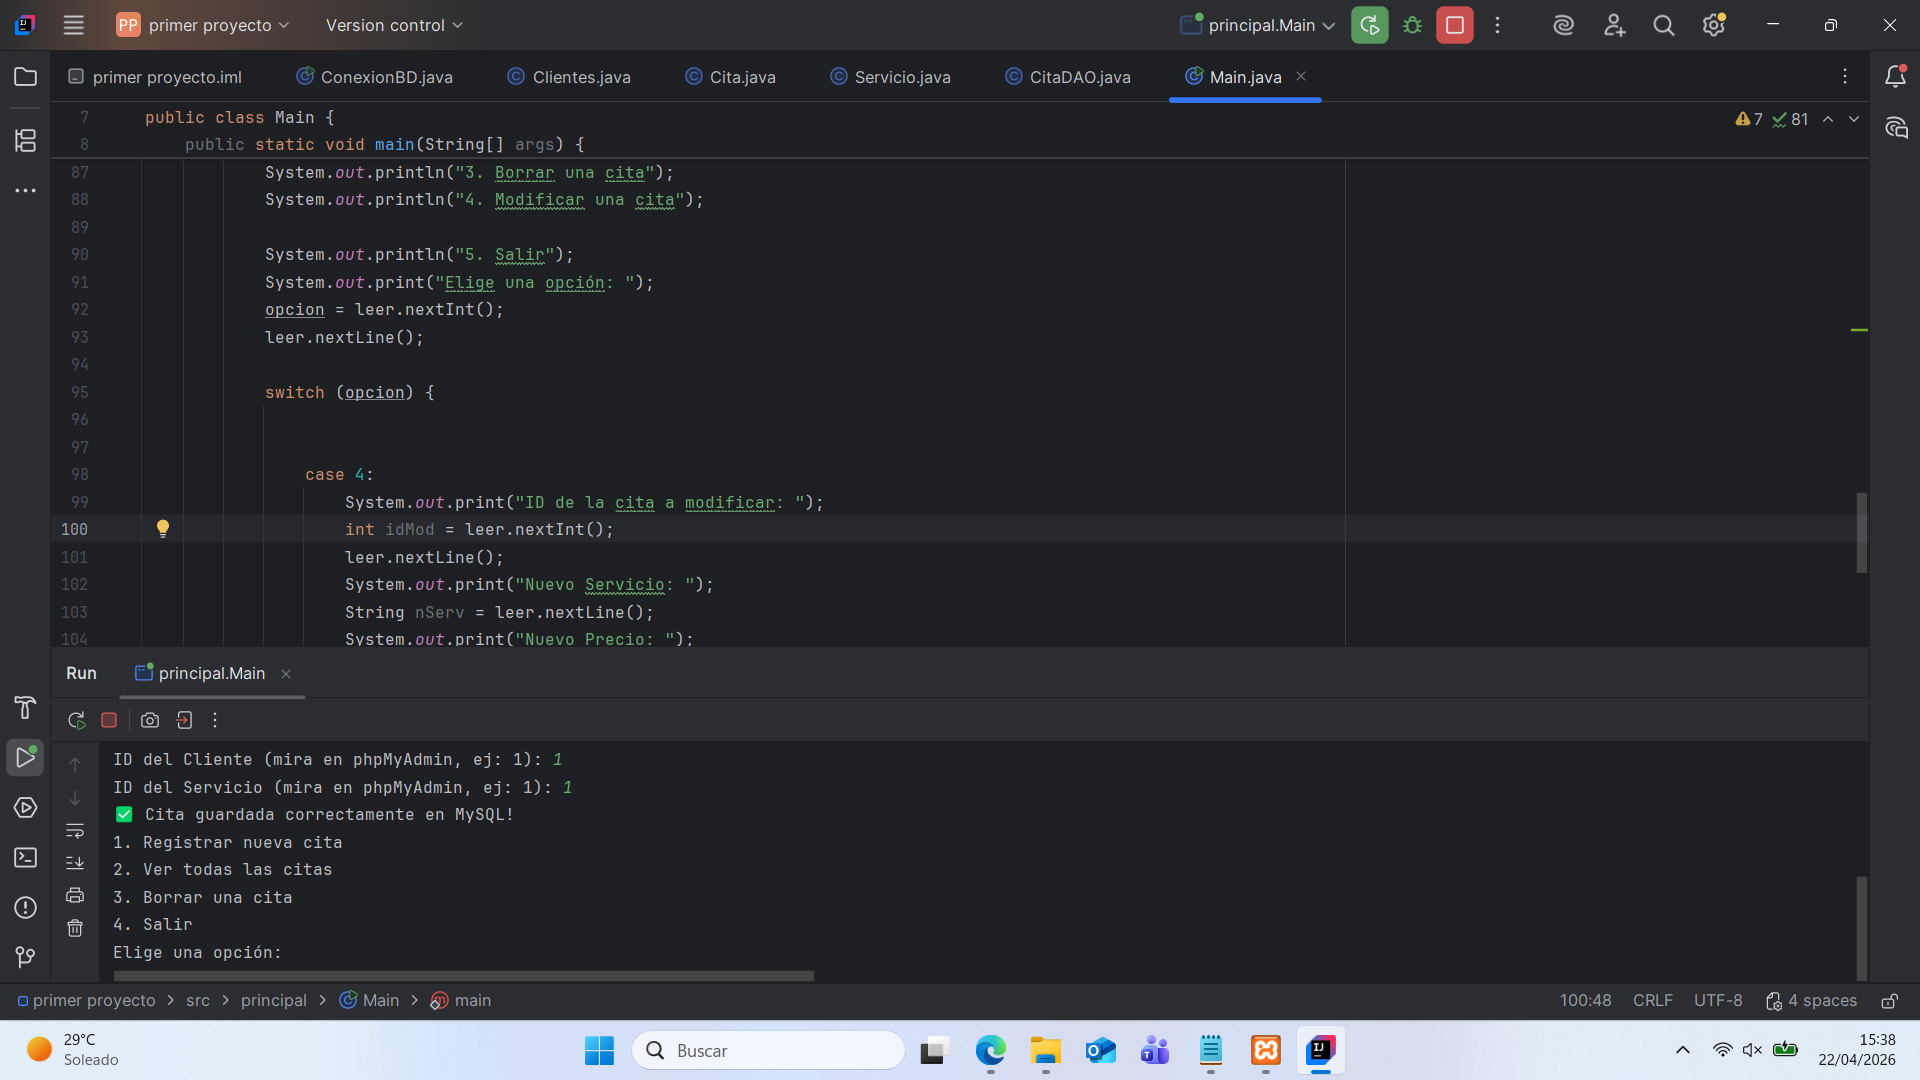 PP primer proyecto
Version control
principal.Main
primer proyecto.iml
ConexionBD.java
Clientes.java
Cita.java
Servicio.java
CitaDAO.java
Main.java
7 public class Main {
8 public static void main(String[] args) {
7 81
87 System.out.println("3. Borrar una cita");
88 System.out.println("4. Modificar una cita");
89
90 System.out.println("5. Salir");
91 System.out.print("Elige una opción: ");
92 opcion = leer.nextInt();
93 leer.nextLine();
94
95 switch (opcion) {
96
97
98 case 4:
99 System.out.print("ID de la cita a modificar: ");
100 int idMod = leer.nextInt();
101 leer.nextLine();
102 System.out.print("Nuevo Servicio: ");
103 String nServ = leer.nextLine();
104 System.out.print("Nuevo Precio: ");
Run
principal.Main
ID del Cliente (mira en phpMyAdmin, ej: 1): 1
ID del Servicio (mira en phpMyAdmin, ej: 1): 1
✅ Cita guardada correctamente en MySQL!
1. Registrar nueva cita
2. Ver todas las citas
3. Borrar una cita
4. Salir
Elige una opción:
primer proyecto > src > principal > Main > main
100:48 CRLF UTF-8 4 spaces
29°C
Soleado
Buscar
15:38
22/04/2026